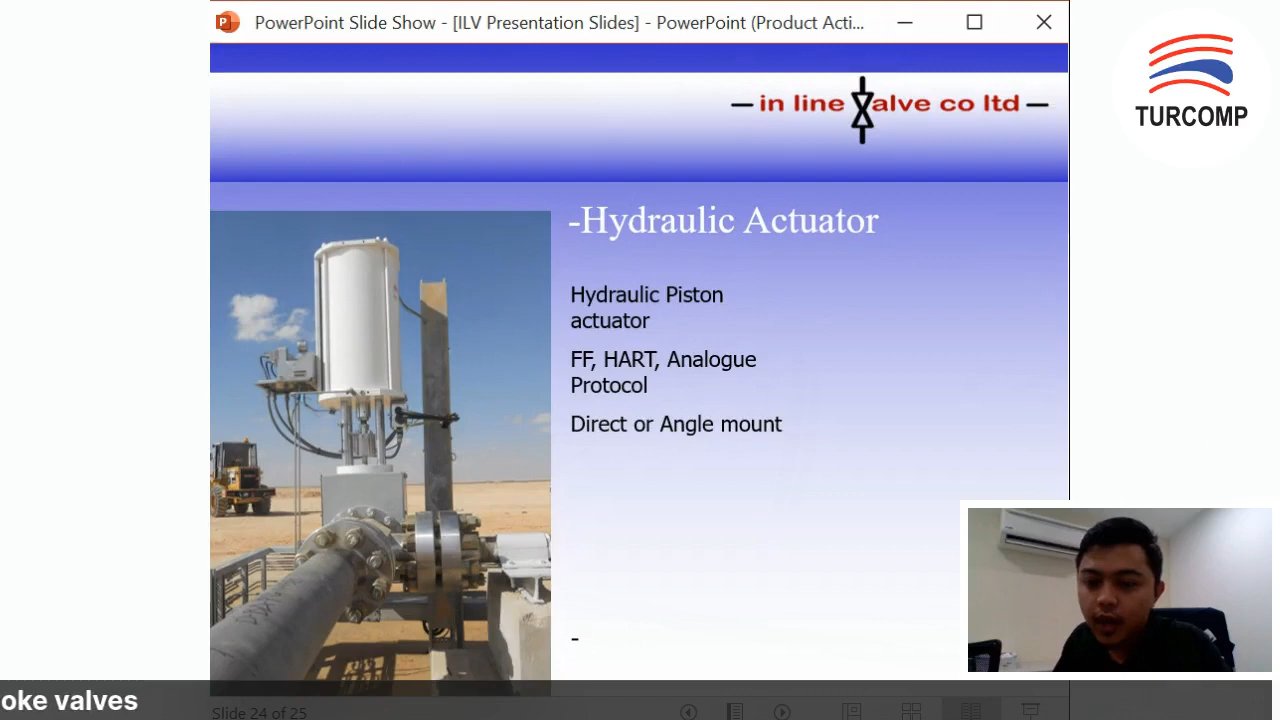 PowerPoint Slide Show - [ILV Presentation Slides] - PowerPoint (Product Acti...
in line valve co ltd
TURCOMP
-Hydraulic Actuator
Hydraulic Piston
actuator
FF, HART, Analogue
Protocol
Direct or Angle mount
-
oke valves
Slide 24 of 25